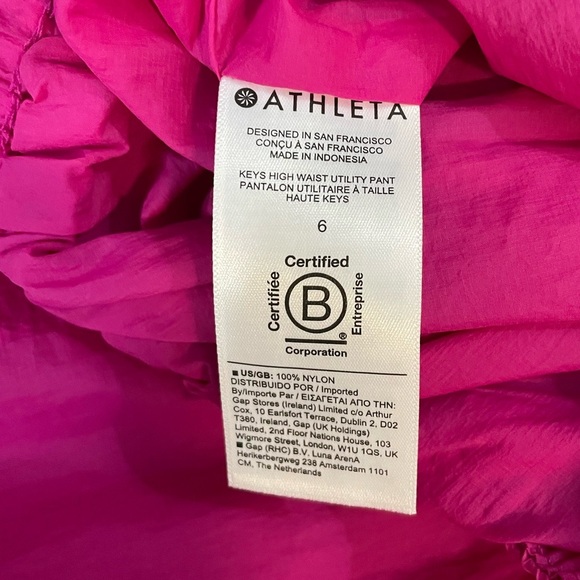 ATHLETA
DESIGNED IN SAN FRANCISCO
CONÇU À SAN FRANCISCO
MADE IN INDONESIA
KEYS HIGH WAIST UTILITY PANT
PANTALON UTILITAIRE À TAILLE
HAUTE KEYS
6
Certified
Certifiée
B
Entreprise
®
Corporation
■ US/GB: 100% NYLON
DISTRIBUIDO POR / Imported
By/Importe Par / ΕΙΣΑΓΕΤΑΙ ΑΠΟ ΤΗΝ:
Gap Stores (Ireland) Limited c/o Arthur
Cox, 10 Earlsfort Terrace, Dublin 2, D02
T380, Ireland, Gap (UK Holdings)
Limited, 2nd Floor Nations House, 103
Wigmore Street, London, W1U 1QS, UK
■ Gap (RHC) B.V. Luna ArenA
Herikerbergweg 238 Amsterdam 1101
CM, The Netherlands